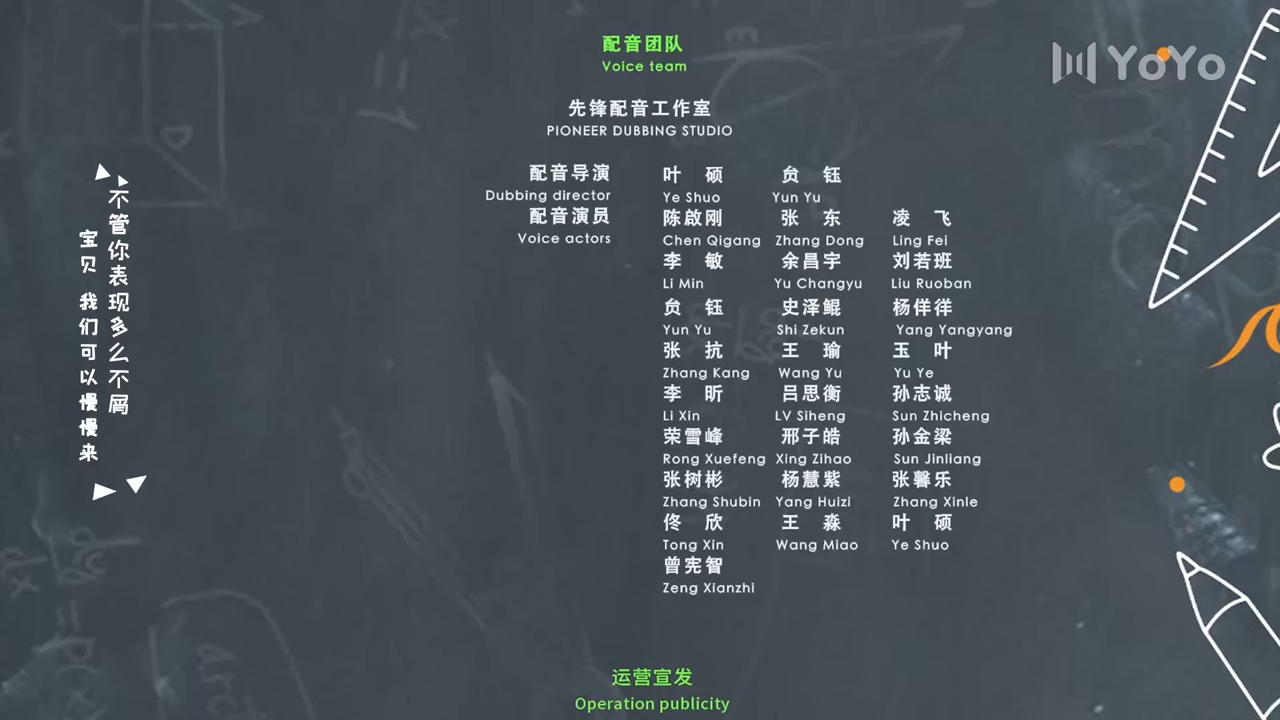 配音团队
Voice team
YoYo
先锋配音工作室
PIONEER DUBBING STUDIO
配音导演 叶硕 贠钰
Dubbing director Ye Shuo Yun Yu
配音演员 陈啟刚 张东 凌飞
Voice actors Chen Qigang Zhang Dong Ling Fei
李敏 余昌宇 刘若班
Li Min Yu Changyu Liu Ruoban
贠钰 史泽鲲 杨佯徉
Yun Yu Shi Zekun Yang Yangyang
张抗 王瑜 玉叶
Zhang Kang Wang Yu Yu Ye
李昕 吕思衡 孙志诚
Li Xin LV Siheng Sun Zhicheng
荣雪峰 邢子皓 孙金梁
Rong Xuefeng Xing Zihao Sun Jinliang
张树彬 杨慧紫 张馨乐
Zhang Shubin Yang Huizi Zhang Xinle
佟欣 王淼 叶硕
Tong Xin Wang Miao Ye Shuo
曾宪智
Zeng Xianzhi
不管你表现多么不屑
宝贝 我们可以慢慢来
运营宣发
Operation publicity